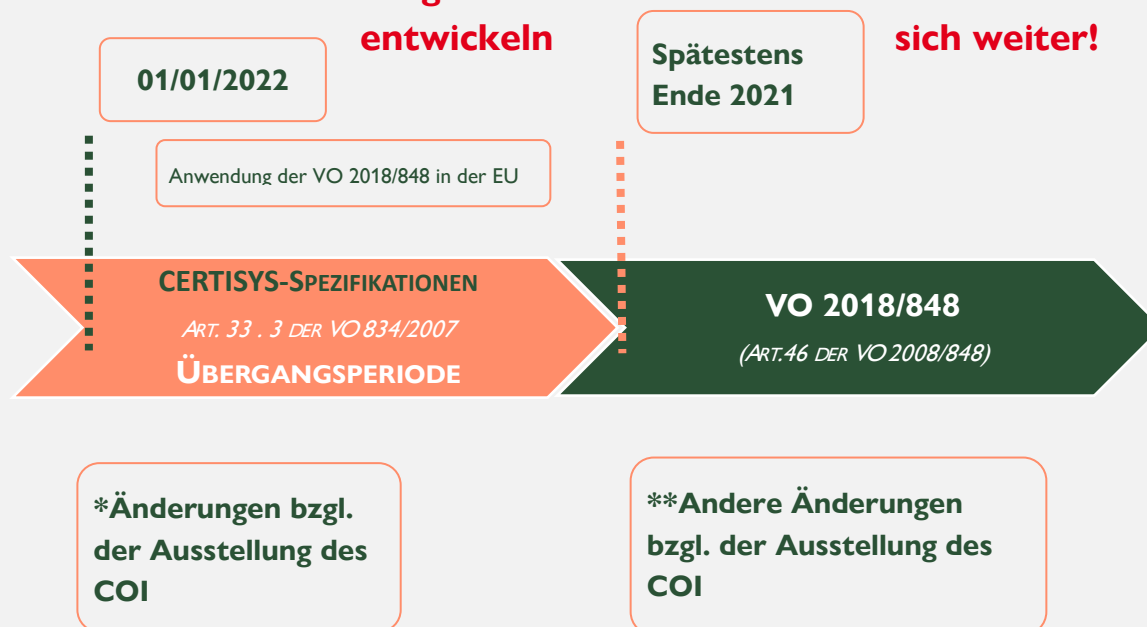 entwickeln sich weiter!
01/01/2022
Spätestens
Ende 2021
Anwendung der VO 2018/848 in der EU
CERTISYS-SPEZIFIKATIONEN
ART. 33 . 3 DER VO 834/2007
ÜBERGANGSPERIODE
VO 2018/848
(ART.46 DER VO 2008/848)
*Änderungen bzgl.
der Ausstellung des
COI
**Andere Änderungen
bzgl. der Ausstellung des
COI